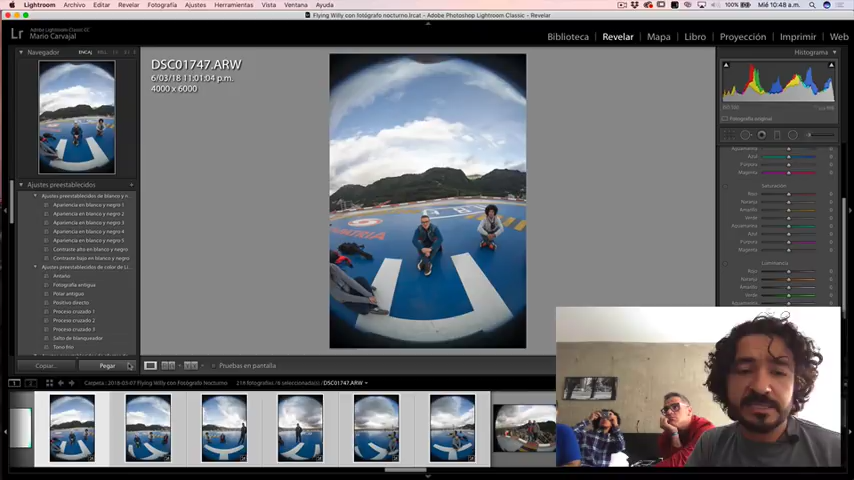 Lightroom Archivo Editar Revelar Fotografía Ajustes Herramientas Vista Ventana Ayuda 100% Mié 10:48 a.m.
Flying Willy con fotógrafo nocturno.lrcat - Adobe Photoshop Lightroom Classic - Revelar
Lr
Adobe Lightroom Classic CC
Mario Carvajal
Biblioteca Revelar Mapa Libro Proyección Imprimir Web
Navegador ENCAJ.
Histograma
DSC01747.ARW
6/03/18 11:01:04 p.m.
4000 x 6000
Fotografía original
Ajustes preestablecidos
Ajustes preestablecidos de blanco y n
Apariencia en blanco y negro 1
Apariencia en blanco y negro 2
Apariencia en blanco y negro 3
Apariencia en blanco y negro 4
Apariencia en blanco y negro 5
Contraste alto en blanco y negro
Contraste bajo en blanco y negro
Ajustes preestablecidos de color de Li
Antaño
Fotografía antigua
Polar antigua
Positivo directo
Proceso cruzado 1
Proceso cruzado 2
Proceso cruzado 3
Salto de blanqueador
Tono frío
Aguamarina
Azul
Púrpura
Magenta
Saturación
Rojo
Naranja
Amarillo
Verde
Aguamarina
Azul
Púrpura
Magenta
Luminancia
Rojo
Naranja
Amarillo
Verde
Aguamarina
Copiar... Pegar
Pruebas en pantalla
Carpeta: 2018-03-07 Flying Willy con Fotógrafo Nocturno
219 fotografías/6 seleccionada(s)/DSC01747.ARW